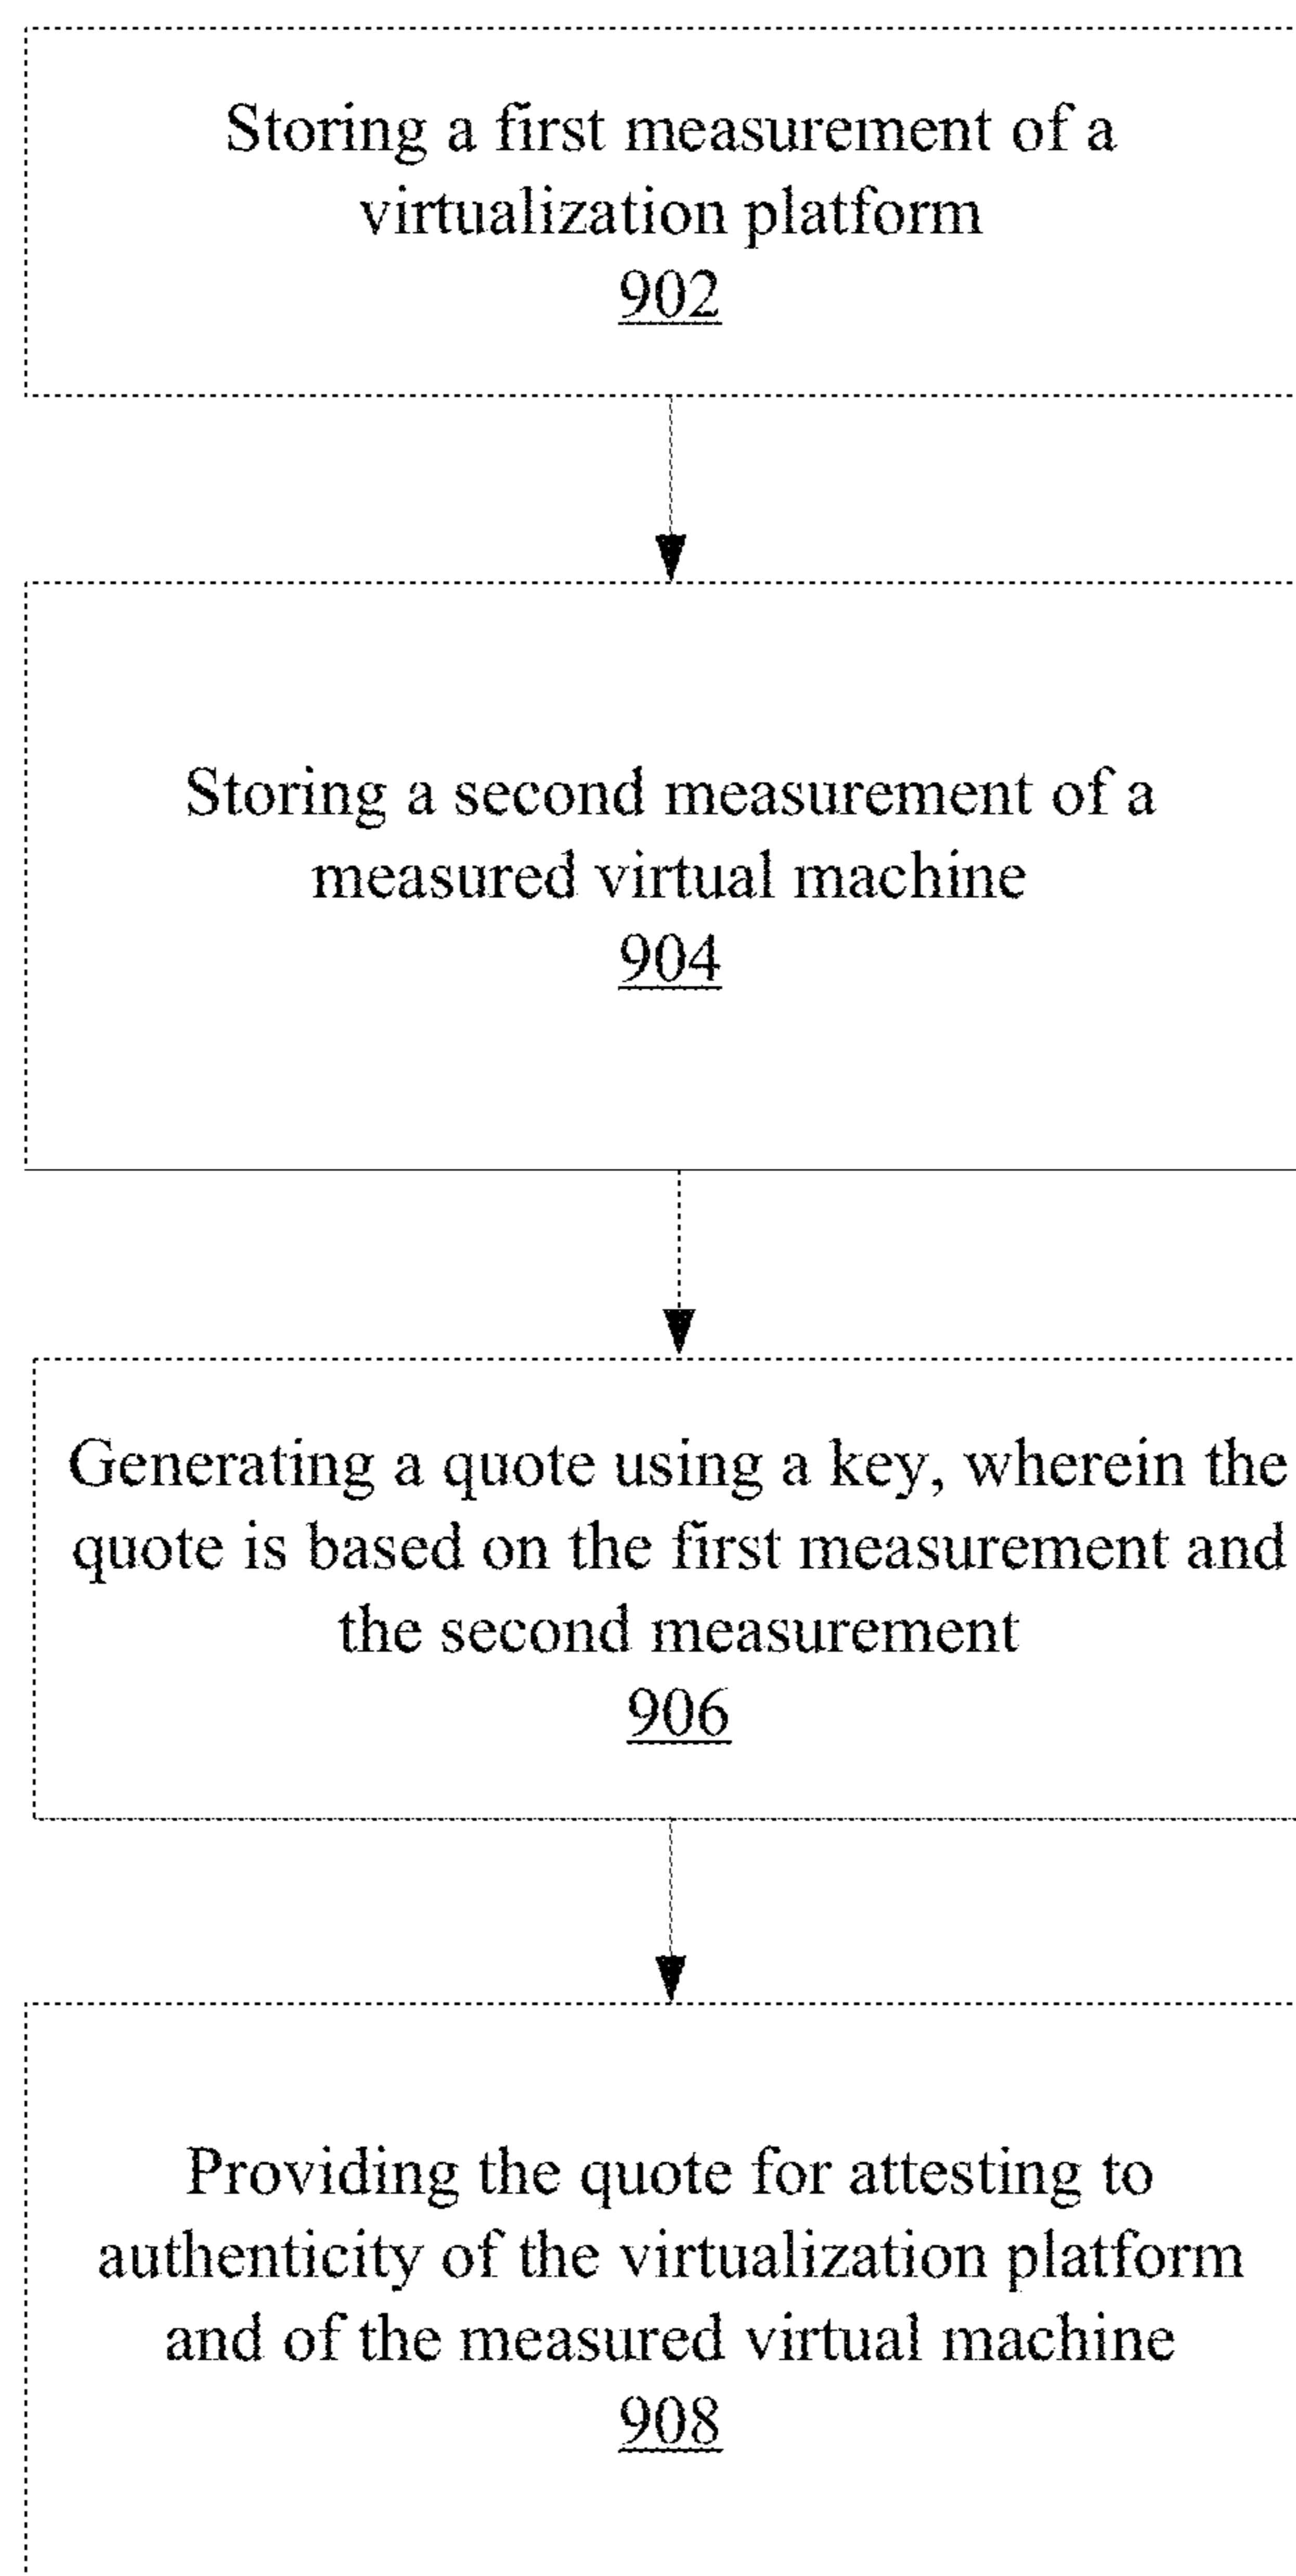 Storing a first measurement of a
virtualization platform
902
Storing a second measurement of a
measured virtual machine
904
Generating a quote using a key, wherein the
quote is based on the first measurement and
the second measurement
906
Providing the quote for attesting to
authenticity of the virtualization platform
and of the measured virtual machine
908